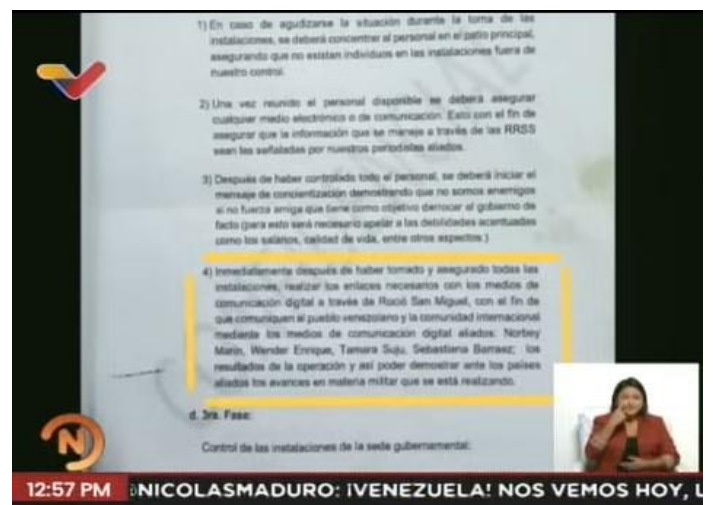 1) En caso de agudizarse la situación durante la toma de las
instalaciones, se deberá concentrar al personal en el patio principal,
asegurando que no existan individuos en las instalaciones fuera de
nuestro control.
2) Una vez reunido el personal disponible se deberá asegurar
cualquier medio electrónico o de comunicación. Esto con el fin de
asegurar que la información que se maneje a través de las RRSS
sean las señaladas por nuestros periodistas aliados.
3) Después de haber controlado todo el personal, se deberá iniciar el
mensaje de concientización demostrando que no somos enemigos
si no fuerza amiga que tiene como objetivo derrocar al gobierno de
facto (para esto será necesario apelar a las debilidades acentuadas
como los salarios, calidad de vida, entre otros aspectos.)
4) Inmediatamente después de haber tomado y asegurado todas las
instalaciones, realizar los enlaces necesarios con los medios de
comunicación digital a través de Roció San Miguel, con el fin de
que comuniquen al pueblo venezolano y la comunidad internacional
mediante los medios de comunicación digital aliados: Norbey
Marin, Wender Enrique, Tamara Suju, Sebastiana Barraez; los
resultados de la operación y así poder demostrar ante los países
aliados los avances en materia militar que se está realizando.
d. 3ra. Fase:
Control de las instalaciones de la sede gubernamental:
N
12:57 PM NICOLASMADURO: ¡VENEZUELA! NOS VEMOS HOY, L